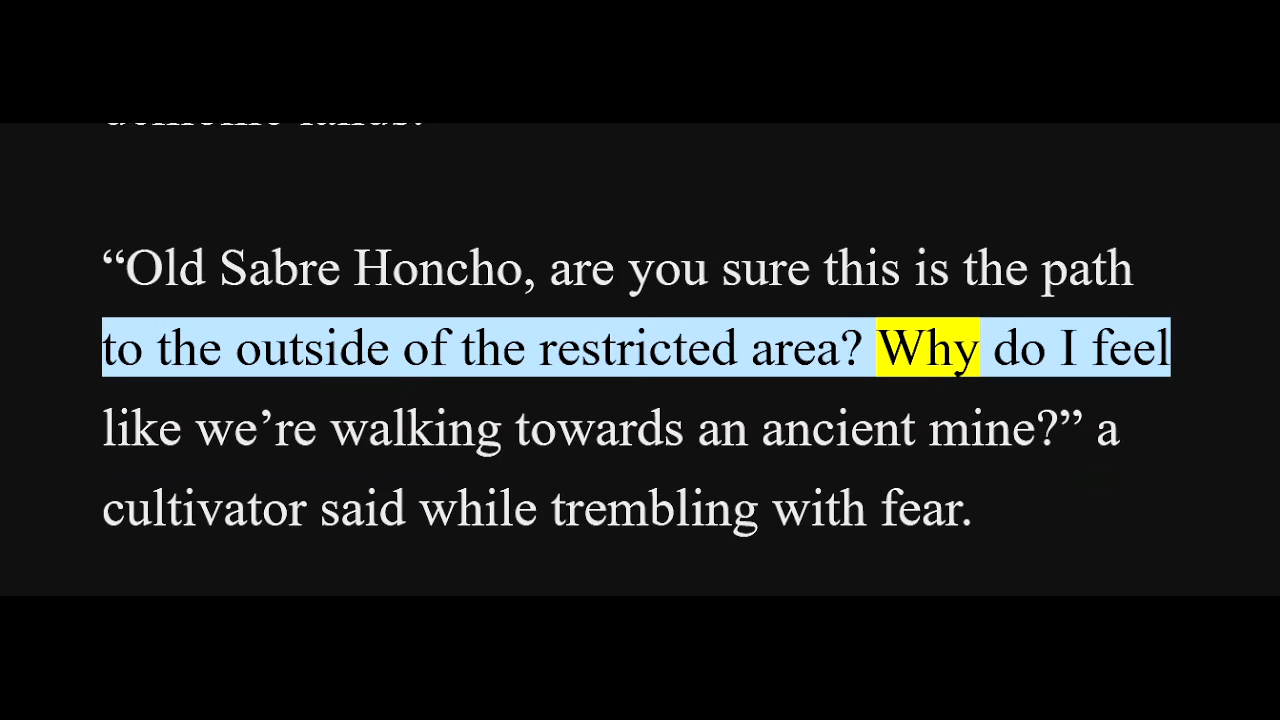 “Old Sabre Honcho, are you sure this is the path
to the outside of the restricted area? Why do I feel
like we’re walking towards an ancient mine?” a
cultivator said while trembling with fear.